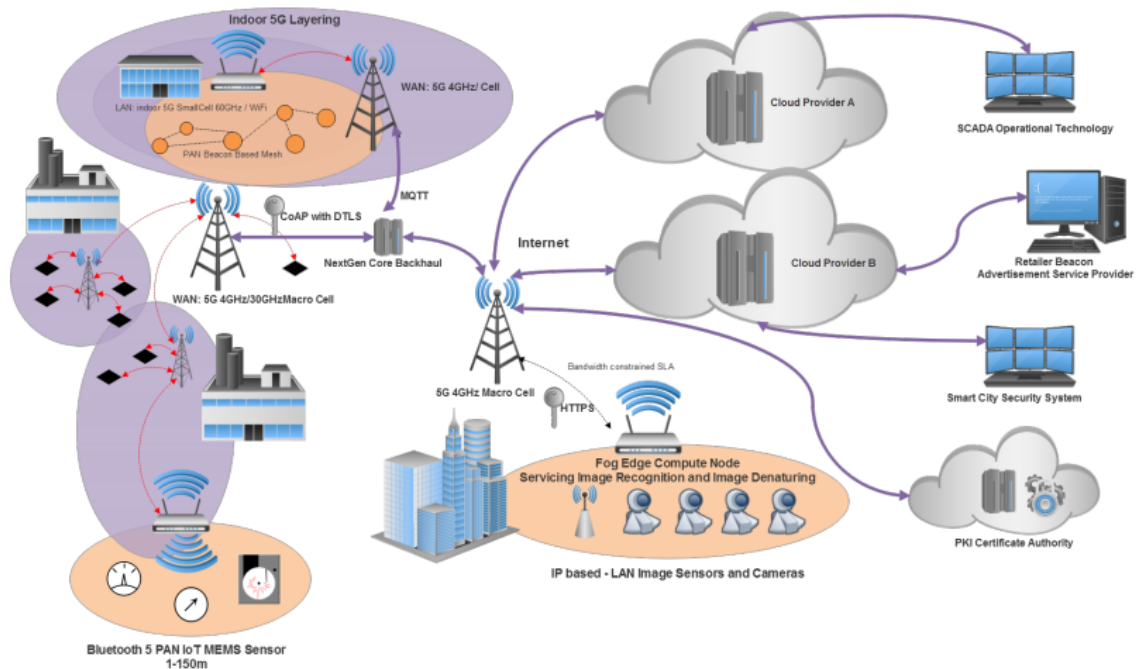 Indoor 5G Layering
WAN: 5G 4GHz/ Cell
LAN: indoor 5G SmallCell 60GHz / WiFi
PAN Beacon Based Mesh
Cloud Provider A
SCADA Operational Technology
MQTT
CoAP with DTLS
NextGen Core Backhaul
Internet
Cloud Provider B
Retailer Beacon
Advertisement Service Provider
WAN: 5G 4GHz/30GHzMacro Cell
5G 4GHz Macro Cell
Bandwidth constrained SLA
HTTPS
Smart City Security System
Fog Edge Compute Node
Servicing Image Recognition and Image Denaturing
PKI Certificate Authority
IP based - LAN Image Sensors and Cameras
Bluetooth 5 PAN IoT MEMS Sensor
1-150m